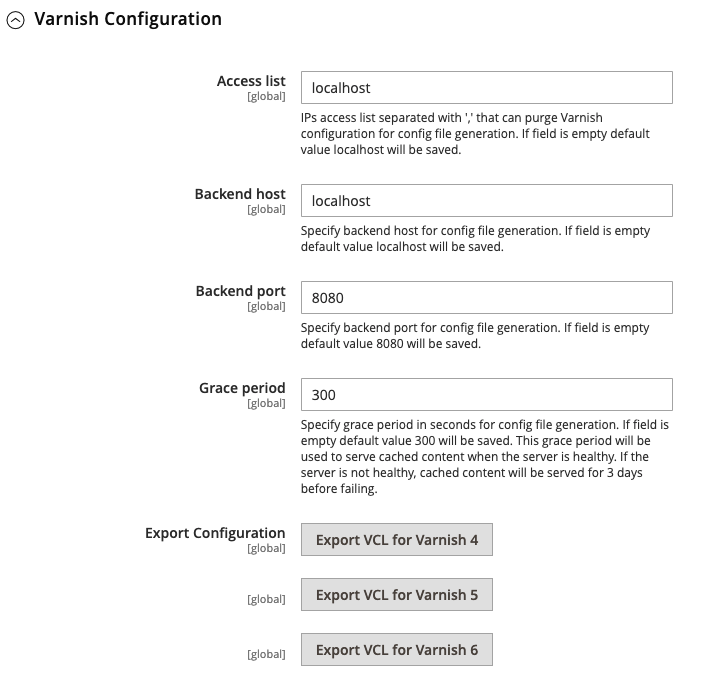 Varnish Configuration
Access list
[global]
localhost
IPs access list separated with ',' that can purge Varnish
configuration for config file generation. If field is empty default
value localhost will be saved.
Backend host
[global]
localhost
Specify backend host for config file generation. If field is empty
default value localhost will be saved.
Backend port
[global]
8080
Specify backend port for config file generation. If field is empty
default value 8080 will be saved.
Grace period
[global]
300
Specify grace period in seconds for config file generation. If field is
empty default value 300 will be saved. This grace period will be
used to serve cached content when the server is healthy. If the
server is not healthy, cached content will be served for 3 days
before failing.
Export Configuration
[global]
Export VCL for Varnish 4
[global]
Export VCL for Varnish 5
[global]
Export VCL for Varnish 6